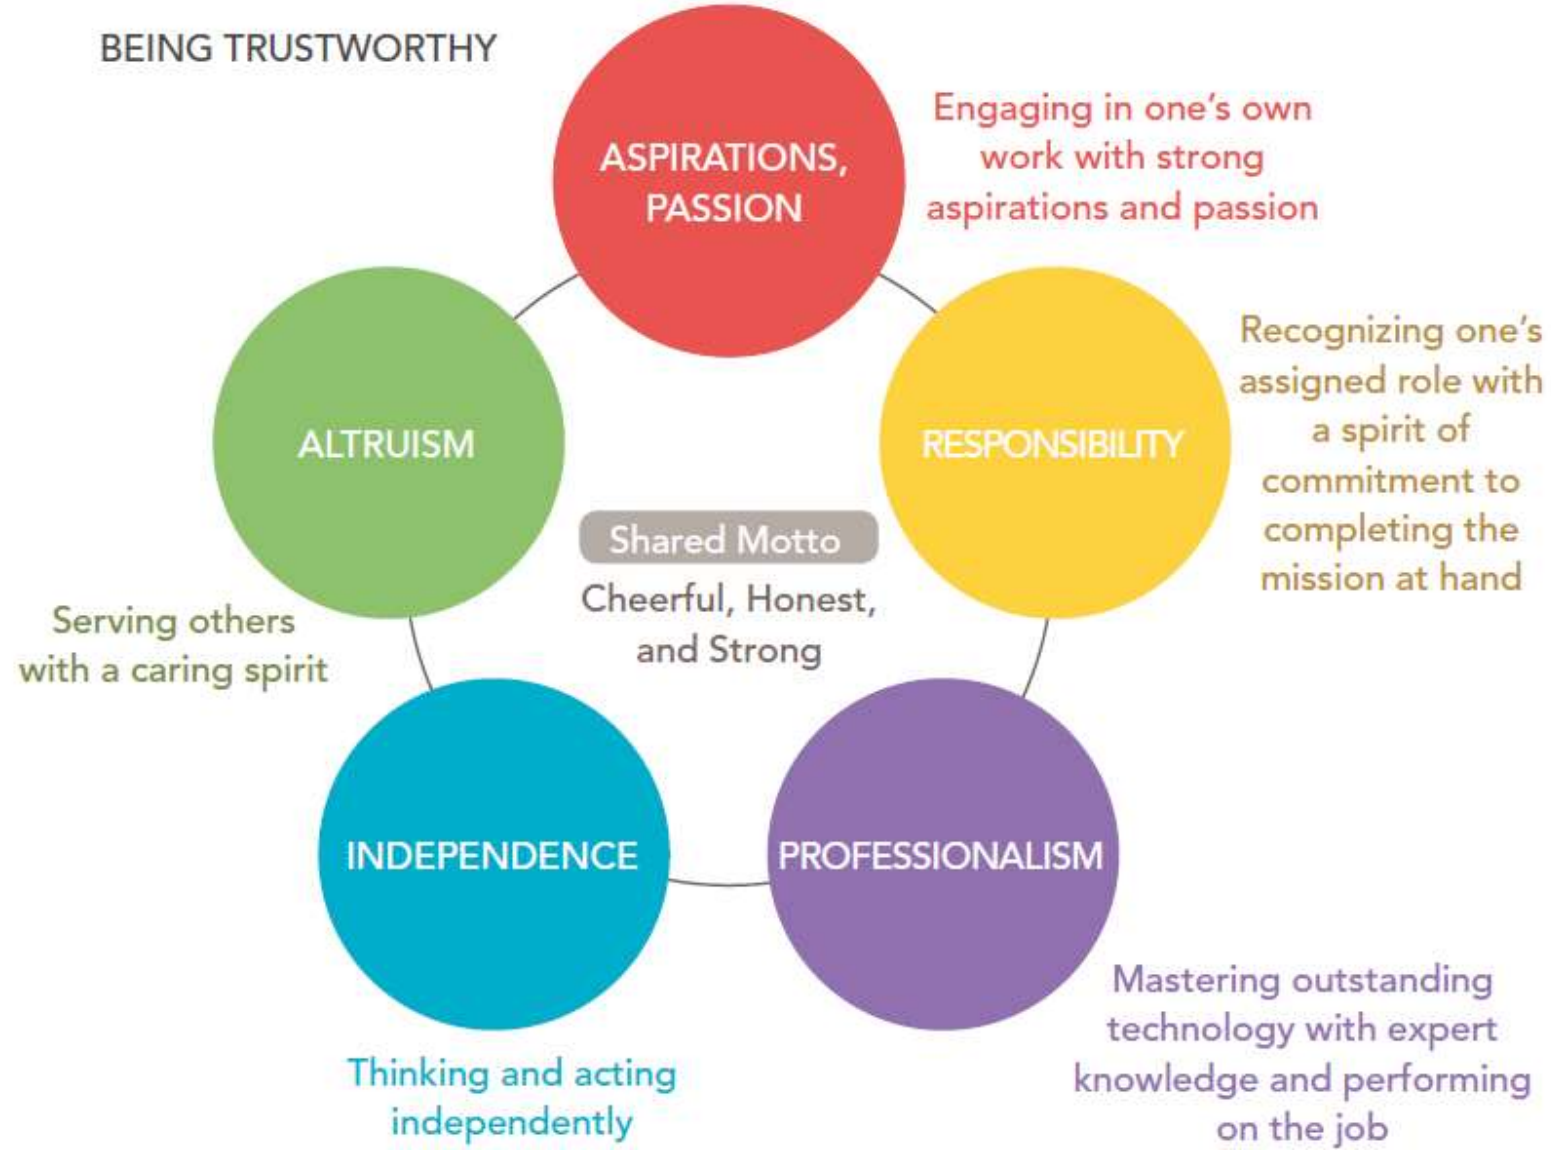 BEING TRUSTWORTHY
ASPIRATIONS,
PASSION
Engaging in one's own
work with strong
aspirations and passion
RESPONSIBILITY
Recognizing one's
assigned role with
a spirit of
commitment to
completing the
mission at hand
ALTRUISM
Serving others
with a caring spirit
Shared Motto
Cheerful, Honest,
and Strong
INDEPENDENCE
Thinking and acting
independently
PROFESSIONALISM
Mastering outstanding
technology with expert
knowledge and performing
on the job